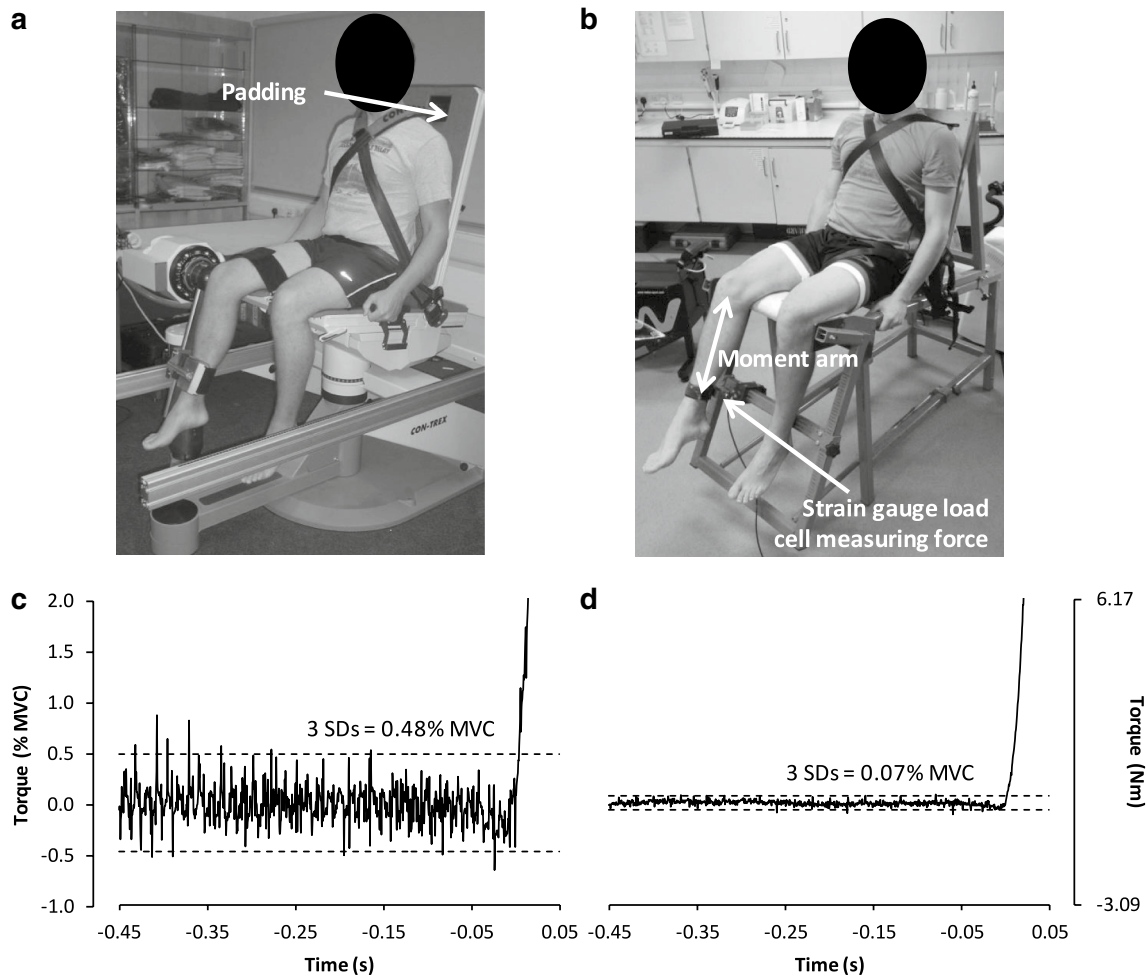 a
b
Padding
CON-TREX
Moment arm
Strain gauge load
cell measuring force
c
d
2.0
1.5
1.0
0.5
0.0
-0.5
-1.0
Torque (% MVC)
3 SDs = 0.48% MVC
-0.45
-0.35
-0.25
-0.15
-0.05
0.05
Time (s)
3 SDs = 0.07% MVC
-0.45
-0.35
-0.25
-0.15
-0.05
0.05
Time (s)
6.17
-3.09
Torque (Nm)